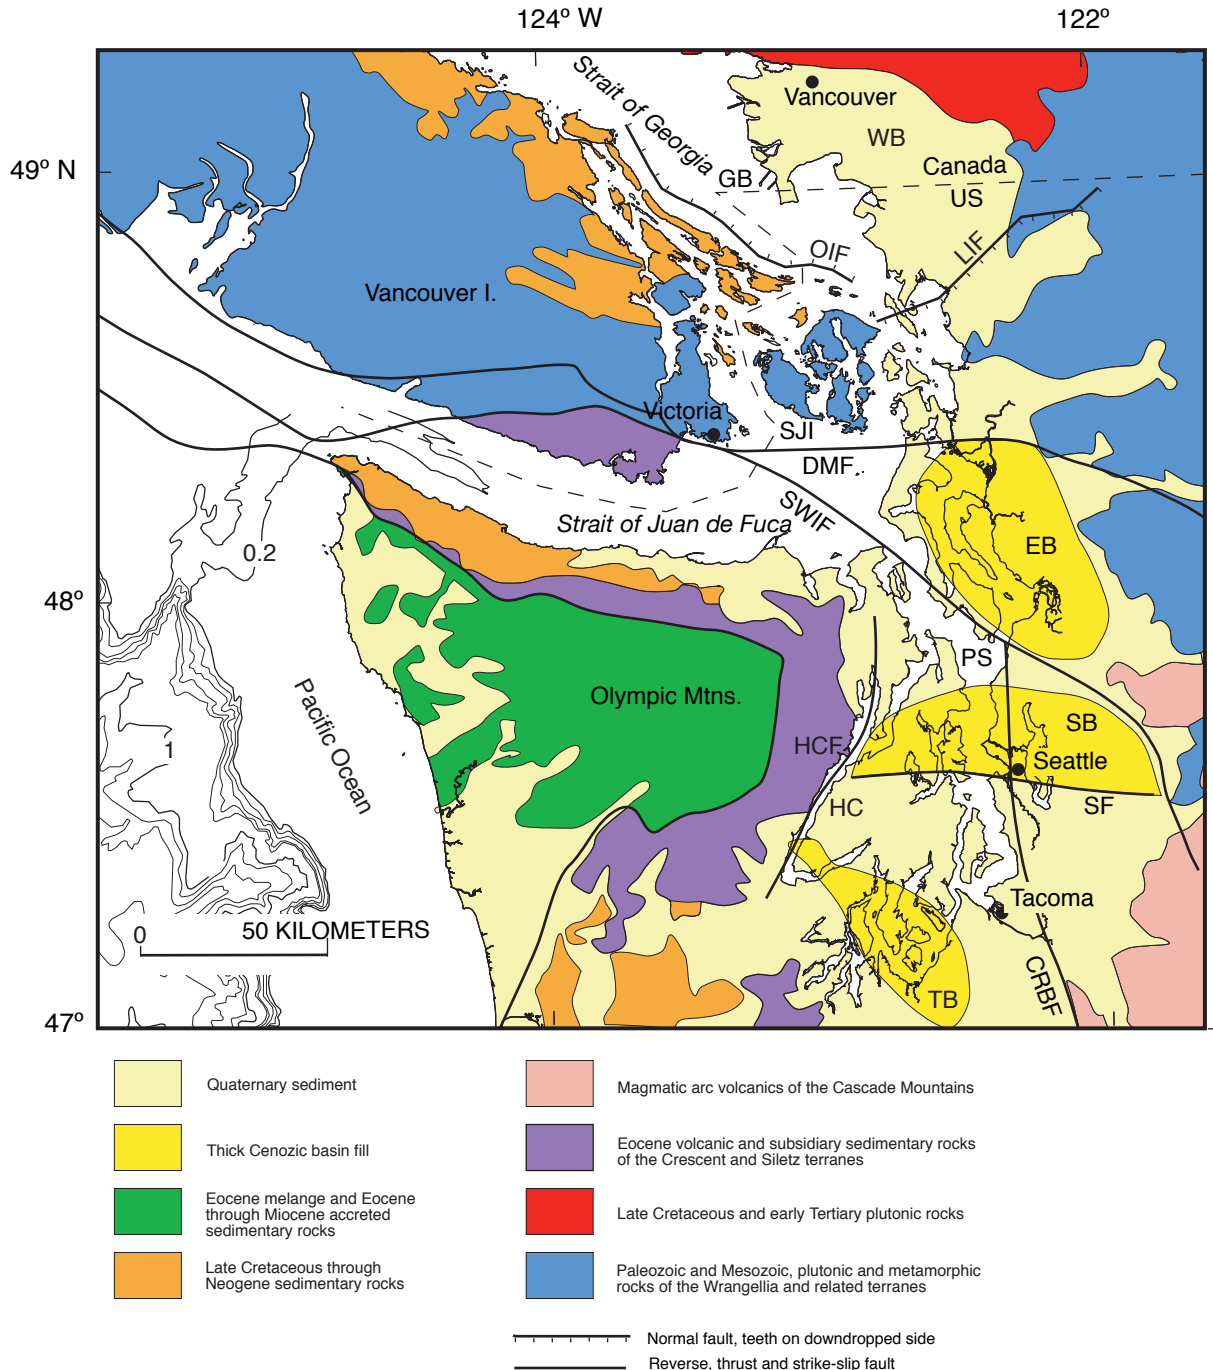 124º W
122º
49º N
48º
47º
Strait of Georgia
Vancouver
WB
Canada
US
GB
OIF
LIF
Vancouver I.
Victoria
SJI
DMF
SWIF
Strait of Juan de Fuca
EB
0.2
PS
Olympic Mtns.
Pacific Ocean
1
HCF
SB
Seattle
SF
HC
Tacoma
0
50 KILOMETERS
CRBF
TB
Quaternary sediment
Thick Cenozic basin fill
Eocene melange and Eocene
through Miocene accreted
sedimentary rocks
Late Cretaceous through
Neogene sedimentary rocks
Magmatic arc volcanics of the Cascade Mountains
Eocene volcanic and subsidiary sedimentary rocks
of the Crescent and Siletz terranes
Late Cretaceous and early Tertiary plutonic rocks
Paleozoic and Mesozoic, plutonic and metamorphic
rocks of the Wrangellia and related terranes
Normal fault, teeth on downdropped side
Reverse, thrust and strike-slip fault